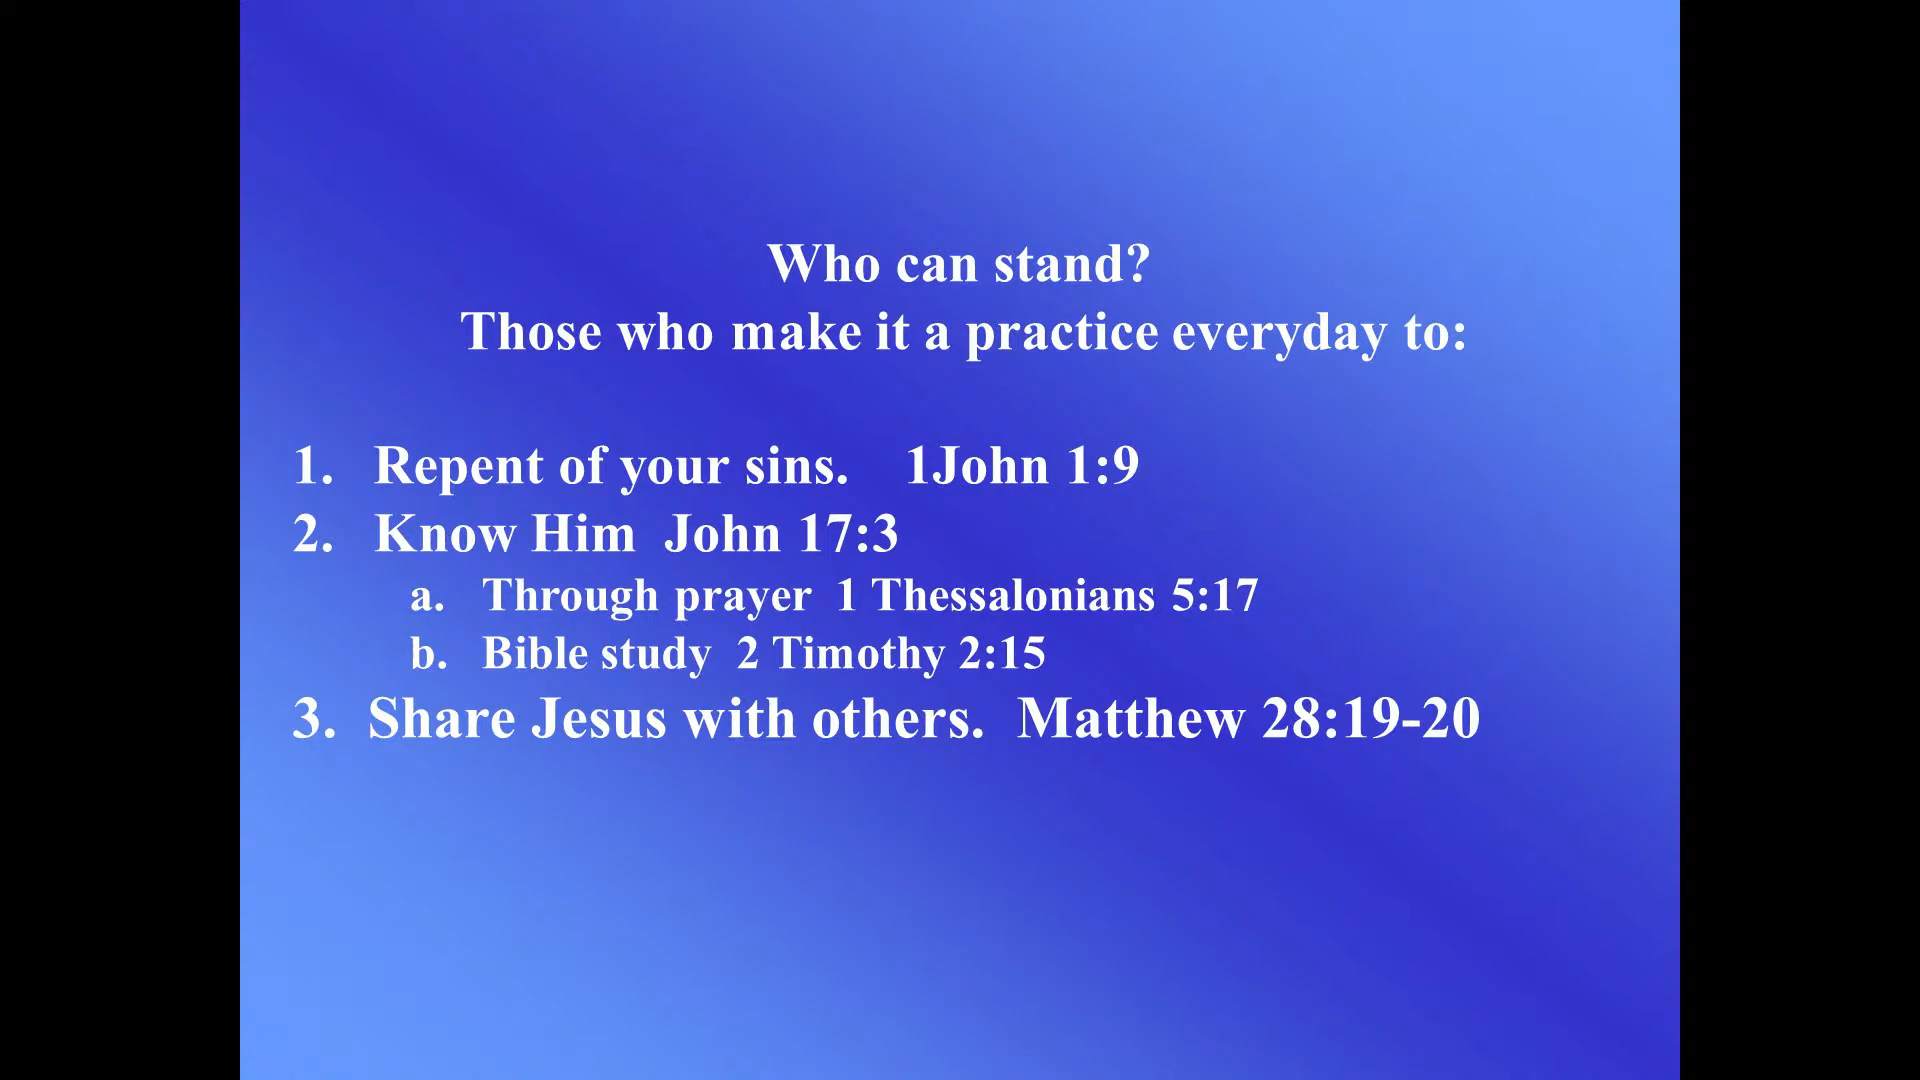 Who can stand?
Those who make it a practice everyday to:
1. Repent of your sins. 1John 1:9
2. Know Him John 17:3
a. Through prayer 1 Thessalonians 5:17
b. Bible study 2 Timothy 2:15
3. Share Jesus with others. Matthew 28:19-20